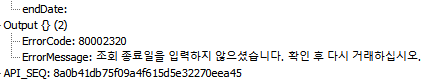 endDate:
Output {} (2)
ErrorCode: 80002320
ErrorMessage: 조회 종료일을 입력하지 않으셨습니다. 확인 후 다시 거래하십시오.
API_SEQ: 8a0b41db75f09a4f615d5e32270eea45